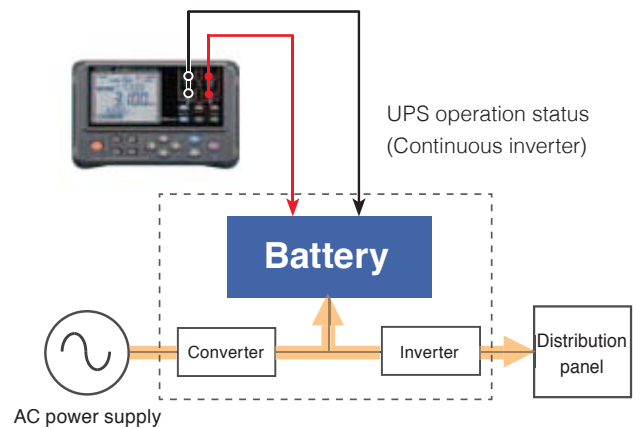 UPS operation status
(Continuous inverter)
Battery
Converter
Inverter
Distribution
panel
AC power supply